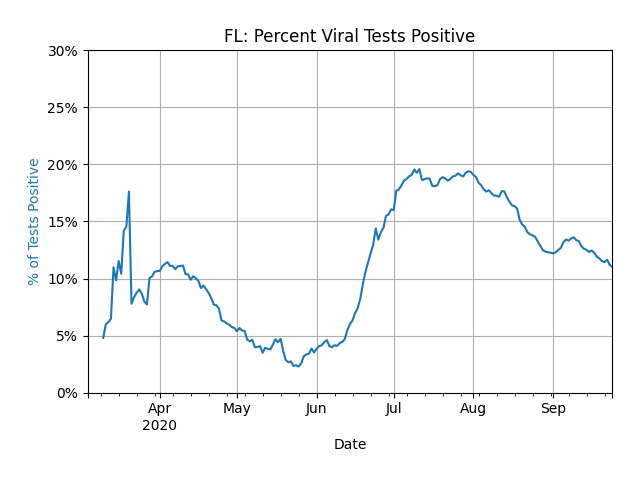 FL: Percent Viral Tests Positive
30%
25%
20%
15%
10%
5%
0%
% of Tests Positive
Apr May Jun Jul Aug Sep
2020
Date